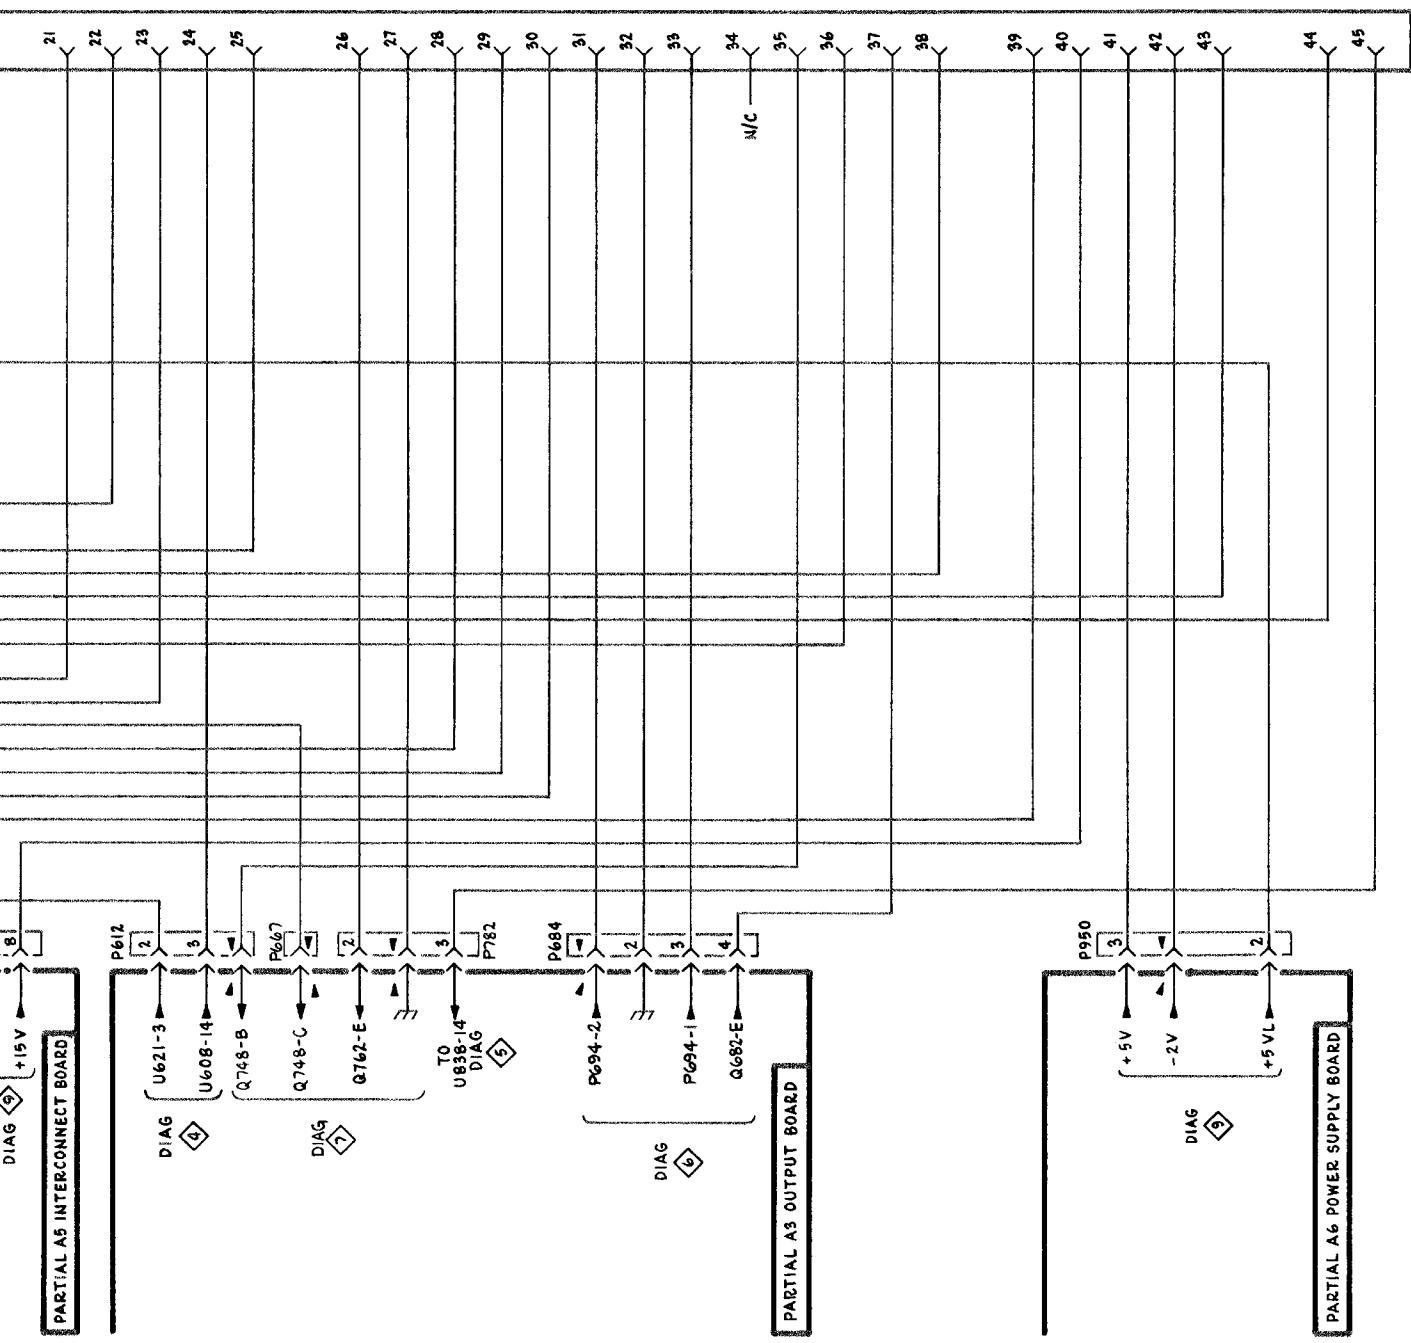 21
22
23
24
25
26
27
28
29
30
31
32
33
34
35
36
37
38
39
40
41
42
43
44
45
N/C
8
+15V
DIAG
9
PARTIAL A5 INTERCONNECT BOARD
P612
2
3
P667
2
3
P782
P684
2
3
4
P950
3
2
U621-3
U608-14
Q748-B
Q748-C
Q762-E
TO
U838-14
DIAG
5
P694-2
P694-1
Q682-E
+5V
-2V
+5VL
DIAG
4
DIAG
7
DIAG
6
DIAG
9
PARTIAL A3 OUTPUT BOARD
PARTIAL A6 POWER SUPPLY BOARD